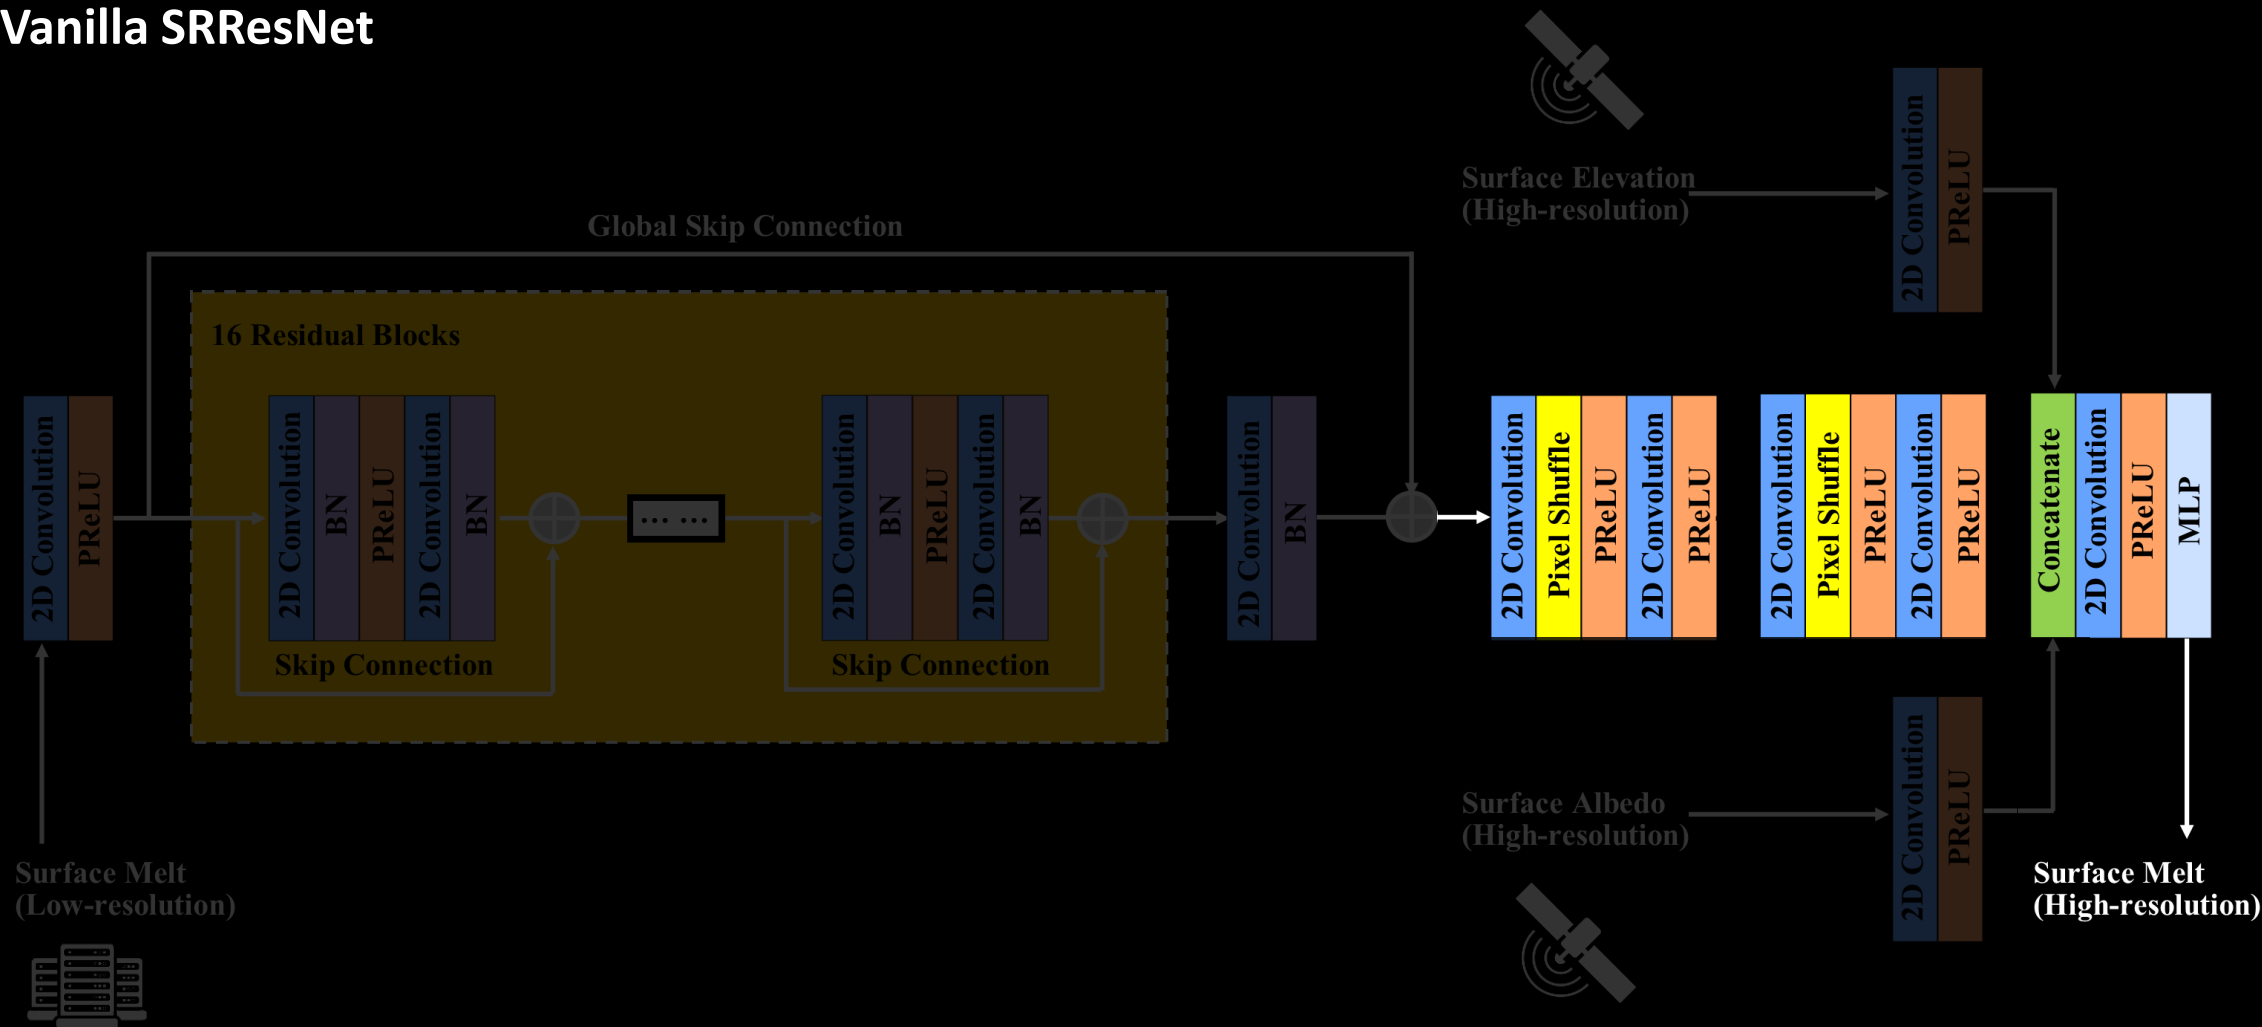 Vanilla SRResNet
Surface Elevation
(High-resolution)
2D Convolution
PReLU
Global Skip Connection
16 Residual Blocks
2D Convolution
PReLU
2D Convolution
BN
PReLU
2D Convolution
BN
Skip Connection
... ...
2D Convolution
BN
PReLU
2D Convolution
BN
Skip Connection
2D Convolution
BN
2D Convolution
Pixel Shuffle
PReLU
2D Convolution
PReLU
2D Convolution
Pixel Shuffle
PReLU
2D Convolution
PReLU
Concatenate
2D Convolution
PReLU
MLP
Surface Albedo
(High-resolution)
2D Convolution
PReLU
Surface Melt
(Low-resolution)
Surface Melt
(High-resolution)